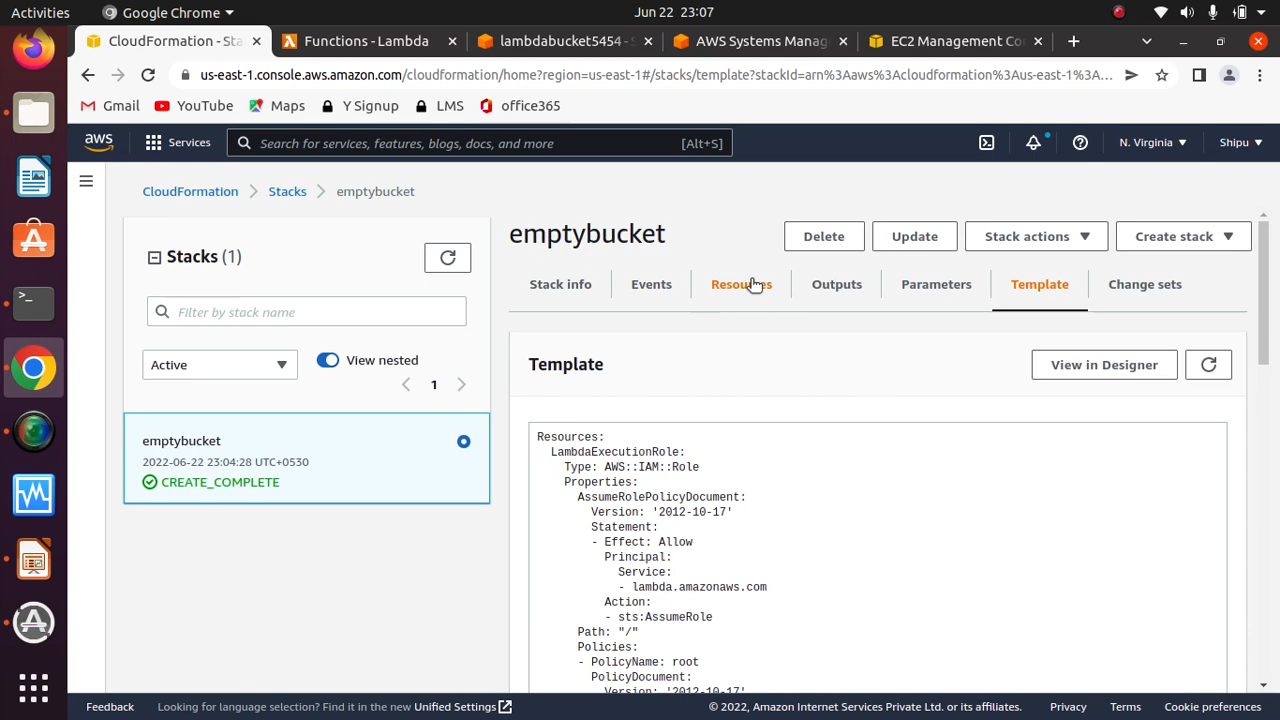 Activities
Google Chrome
Jun 22 23:07
CloudFormation - Sta
Functions - Lambda
lambdabucket5454 - S
AWS Systems Manag
EC2 Management Co
us-east-1.console.aws.amazon.com/cloudformation/home?region=us-east-1#/stacks/template?stackId=arn%3Aaws%3Acloudformation%3Aus-east-1%3A...
Gmail
YouTube
Maps
Y Signup
LMS
office365
aws
Services
Search for services, features, blogs, docs, and more
[Alt+S]
N. Virginia
Shipu
CloudFormation
Stacks
emptybucket
Stacks (1)
Filter by stack name
Active
View nested
1
emptybucket
2022-06-22 23:04:28 UTC+0530
CREATE_COMPLETE
emptybucket
Delete
Update
Stack actions
Create stack
Stack info
Events
Resources
Outputs
Parameters
Template
Change sets
Template
View in Designer
Resources:
LambdaExecutionRole:
Type: AWS::IAM::Role
Properties:
AssumeRolePolicyDocument:
Version: '2012-10-17'
Statement:
- Effect: Allow
Principal:
Service:
- lambda.amazonaws.com
Action:
- sts:AssumeRole
Path: "/"
Policies:
- PolicyName: root
PolicyDocument:
Version: '2012-10-17'
Feedback
Looking for language selection? Find it in the new Unified Settings
© 2022, Amazon Internet Services Private Ltd. or its affiliates.
Privacy
Terms
Cookie preferences